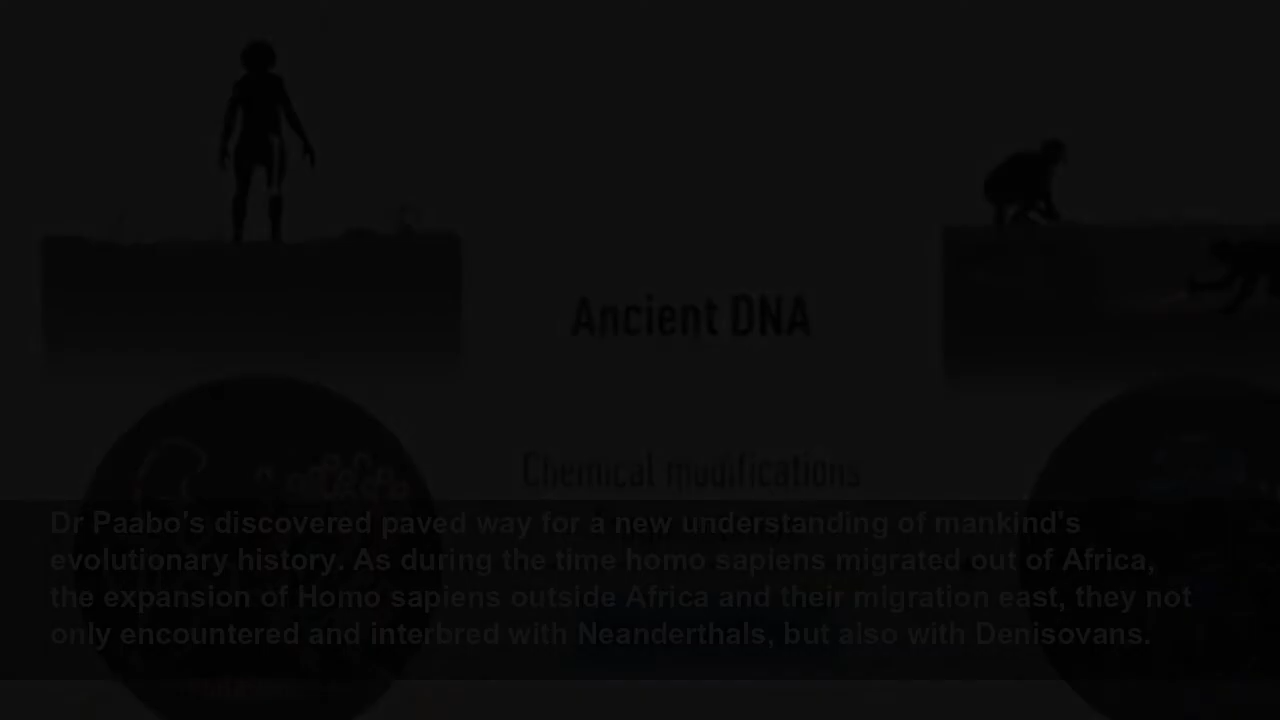 Ancient DNA
Chemical modifications
Dr Paabo's discovered paved way for a new understanding of mankind's
evolutionary history. As during the time homo sapiens migrated out of Africa,
the expansion of Homo sapiens outside Africa and their migration east, they not
only encountered and interbred with Neanderthals, but also with Denisovans.